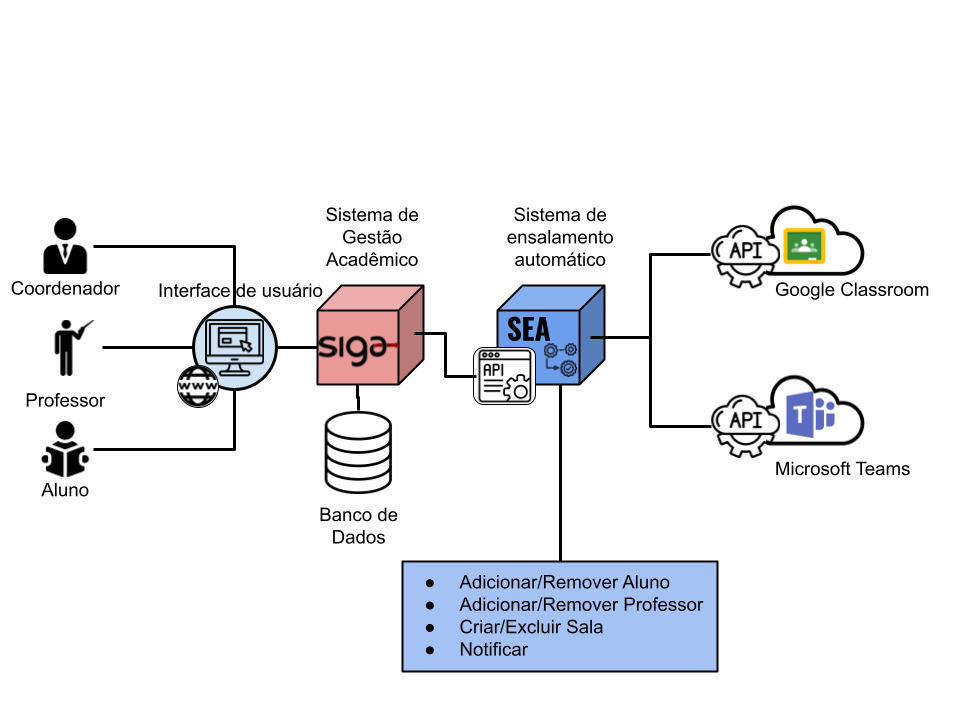 Sistema de
Gestão
Acadêmico
Sistema de
ensalamento
automático
Coordenador
Interface de usuário
API
Google Classroom
SEA
siga
API
www
Professor
API
T
Microsoft Teams
Aluno
Banco de
Dados
● Adicionar/Remover Aluno
● Adicionar/Remover Professor
● Criar/Excluir Sala
● Notificar